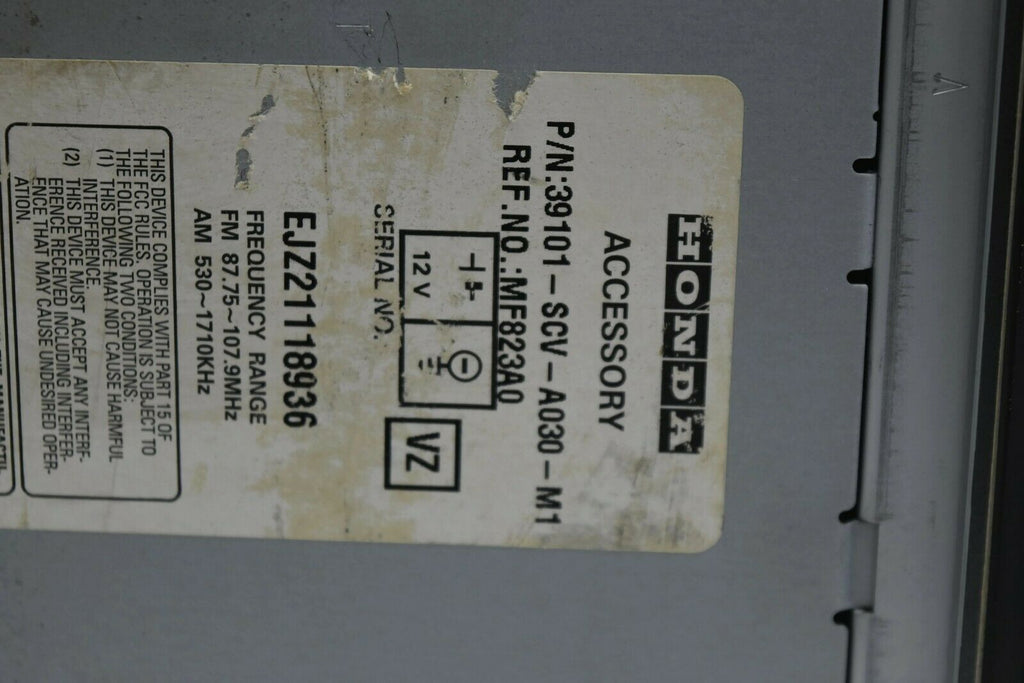 HONDA
ACCESSORY
P/N:39101-SCV-A030-M1
REF.NO.:MF823A0
12 V
VZ
SERIAL NO.
EJZ2118936
FREQUENCY RANGE
FM 87.75~107.9MHz
AM 530~1710KHz
THIS DEVICE COMPLIES WITH PART 15 OF
THE FCC RULES. OPERATION IS SUBJECT TO
THE FOLLOWING TWO CONDITIONS:
(1) THIS DEVICE MAY NOT CAUSE HARMFUL
INTERFERENCE.
(2) THIS DEVICE MUST ACCEPT ANY INTERF-
ERENCE RECEIVED INCLUDING INTERFER-
ENCE THAT MAY CAUSE UNDESIRED OPER-
ATION.